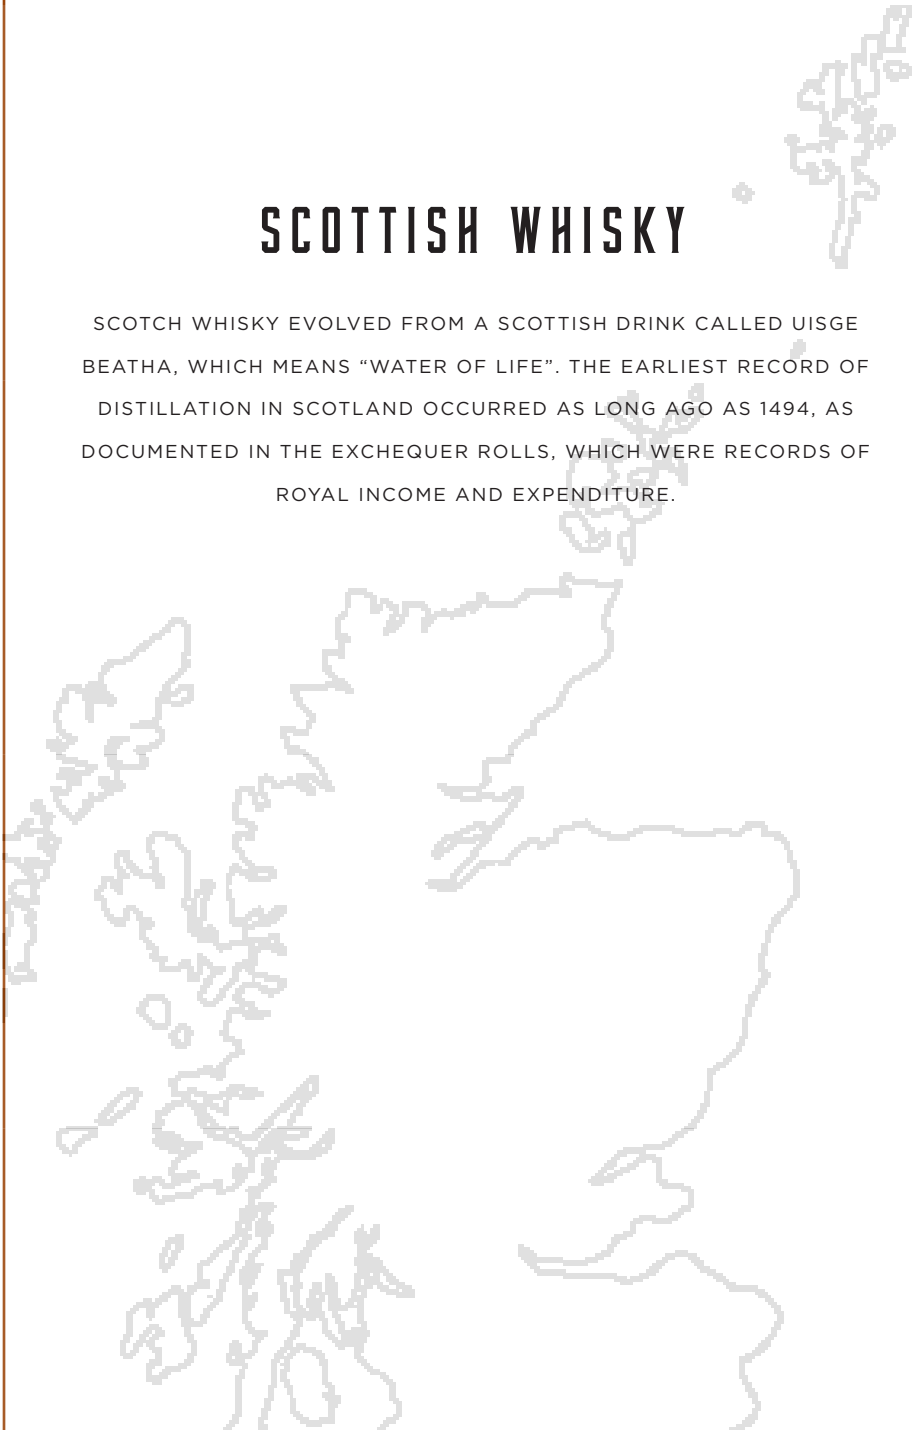 SCOTTISH WHISKY
SCOTCH WHISKY EVOLVED FROM A SCOTTISH DRINK CALLED UISGE
BEATHA, WHICH MEANS “WATER OF LIFE”. THE EARLIEST RECORD OF
DISTILLATION IN SCOTLAND OCCURRED AS LONG AGO AS 1494, AS
DOCUMENTED IN THE EXCHEQUER ROLLS, WHICH WERE RECORDS OF
ROYAL INCOME AND EXPENDITURE.